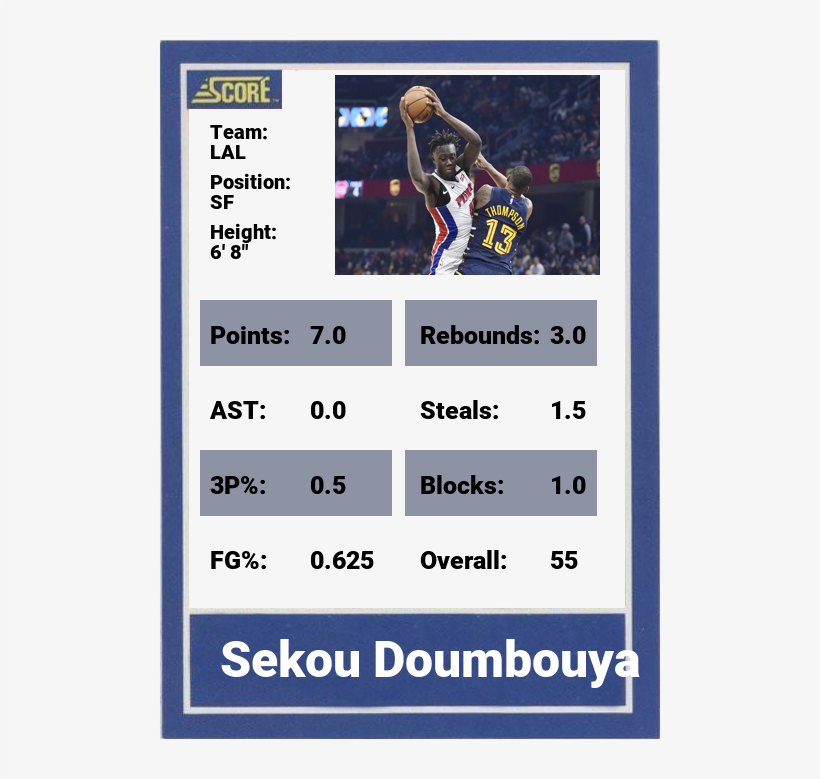 SCORE
Team:
LAL
Position:
SF
Height:
6' 8"
THOMPSON
13
Points: 7.0 Rebounds: 3.0
AST: 0.0 Steals: 1.5
3P%: 0.5 Blocks: 1.0
FG%: 0.625 Overall: 55
Sekou Doumbouya